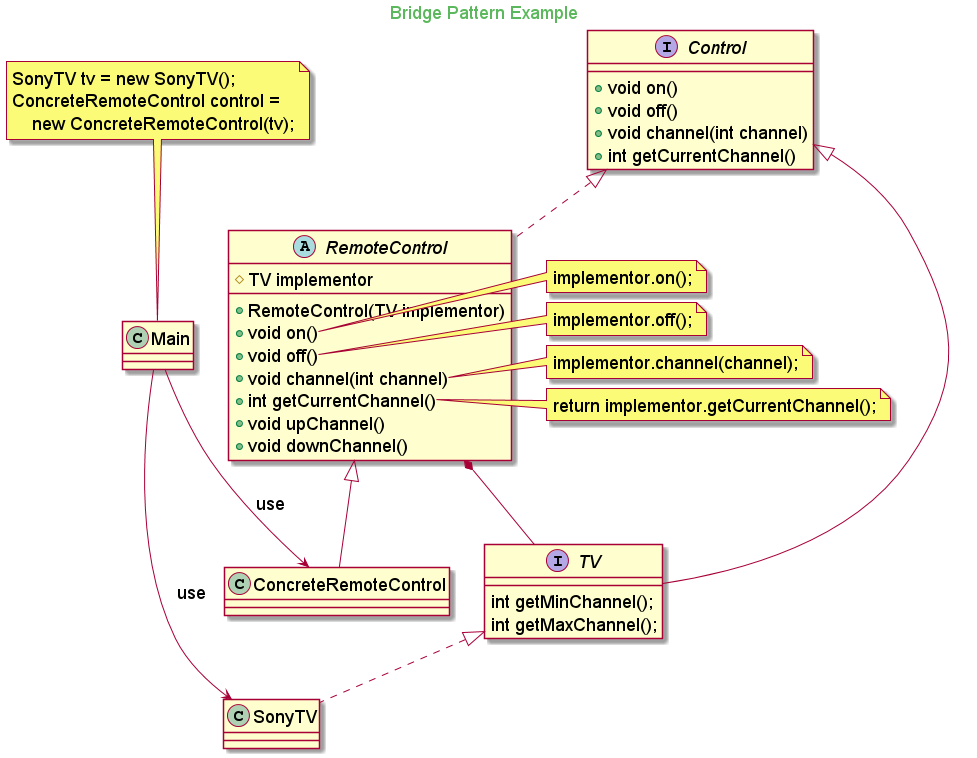 Bridge Pattern Example
I Control
void on()
void off()
void channel(int channel)
int getCurrentChannel()
SonyTV tv = new SonyTV();
ConcreteRemoteControl control =
new ConcreteRemoteControl(tv);
A RemoteControl
TV implementor
RemoteControl(TV implementor)
void on()
void off()
void channel(int channel)
int getCurrentChannel()
void upChannel()
void downChannel()
implementor.on();
implementor.off();
implementor.channel(channel);
return implementor.getCurrentChannel();
C Main
use
use
C ConcreteRemoteControl
I TV
int getMinChannel();
int getMaxChannel();
C SonyTV